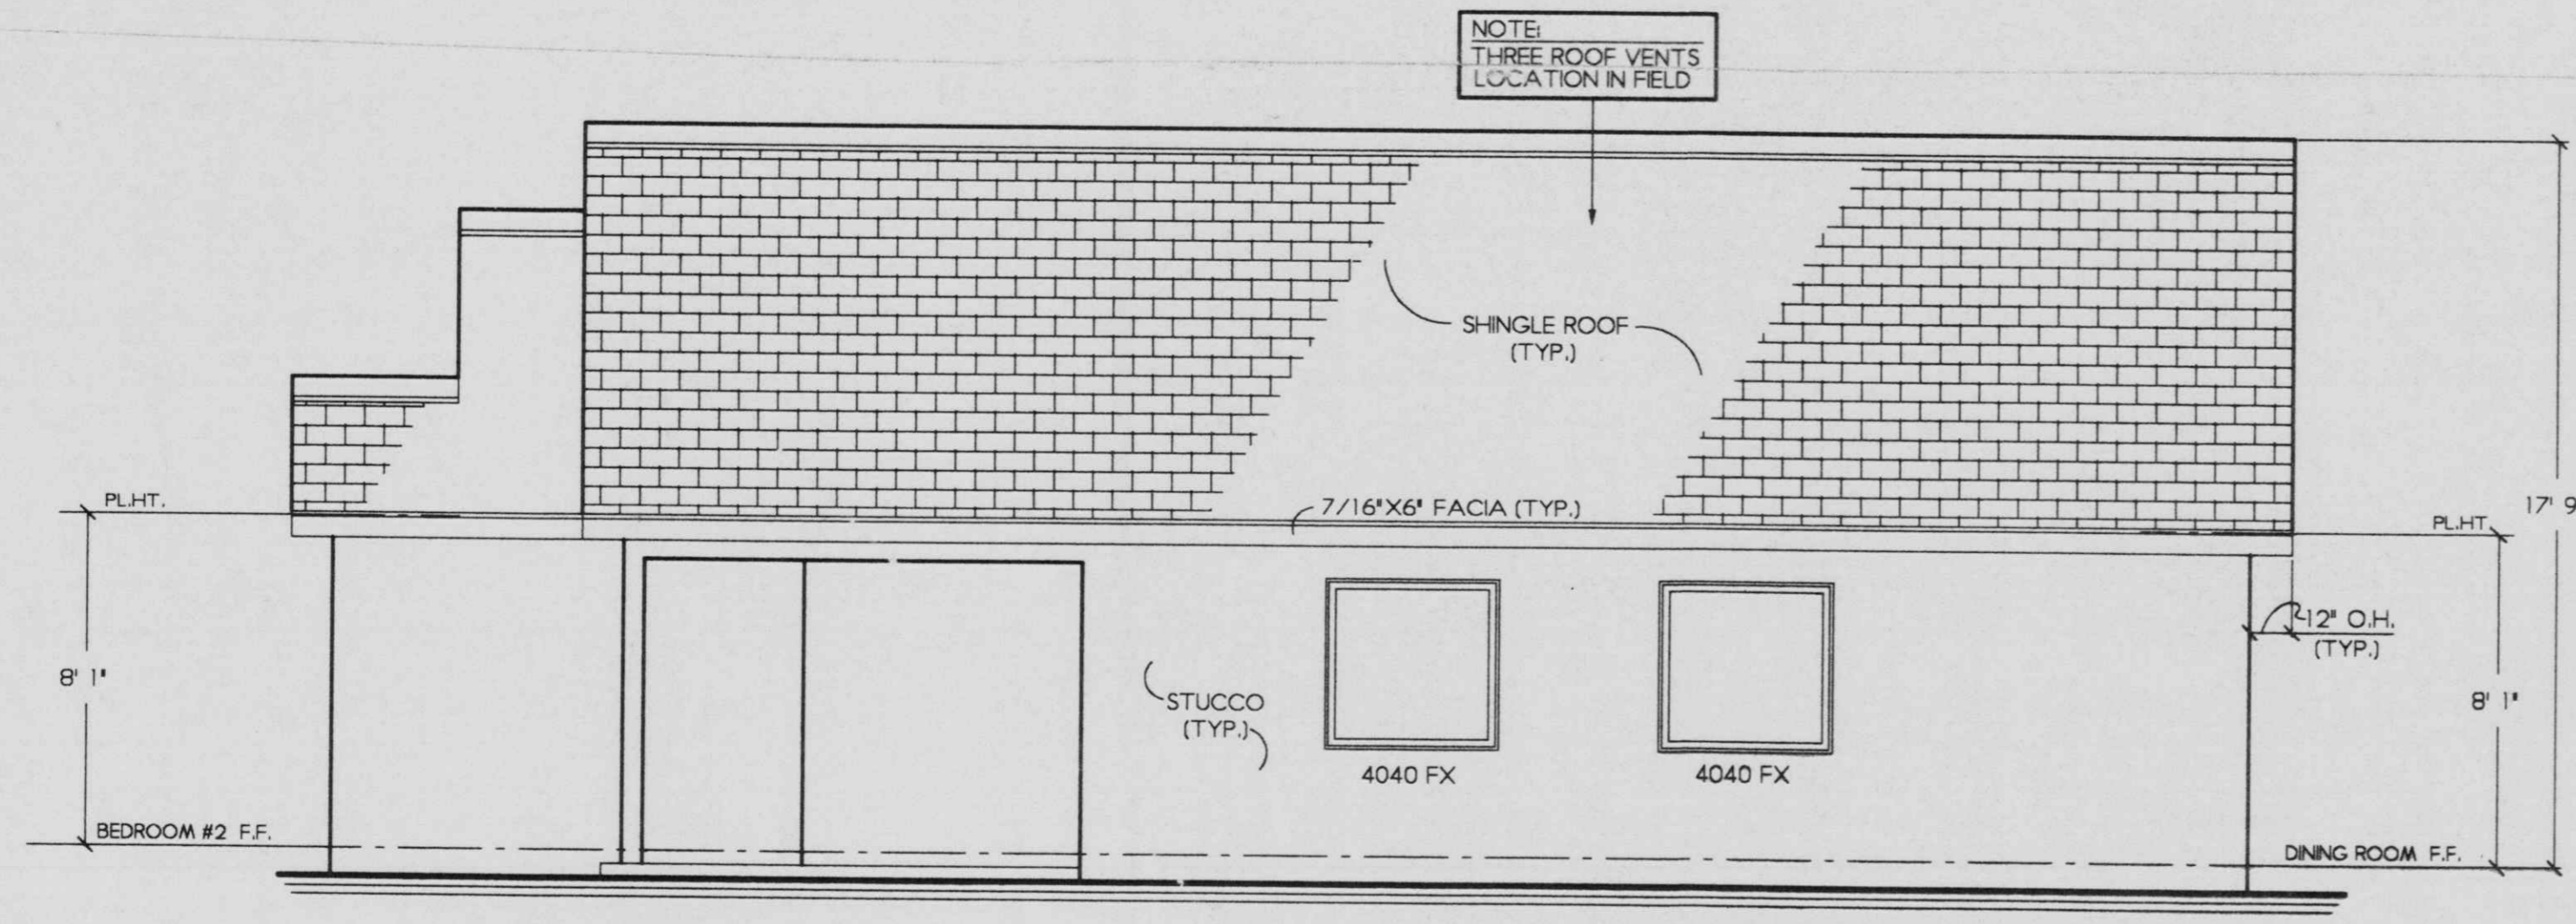 NOTE:
THREE ROOF VENTS
LOCATION IN FIELD
SHINGLE ROOF
(TYP.)
PL.HT.
7/16"X6" FACIA (TYP.)
PL.HT.
17' 9
12" O.H.
(TYP.)
8' 1"
STUCCO
(TYP.)
8' 1"
4040 FX
4040 FX
BEDROOM #2 F.F.
DINING ROOM F.F.